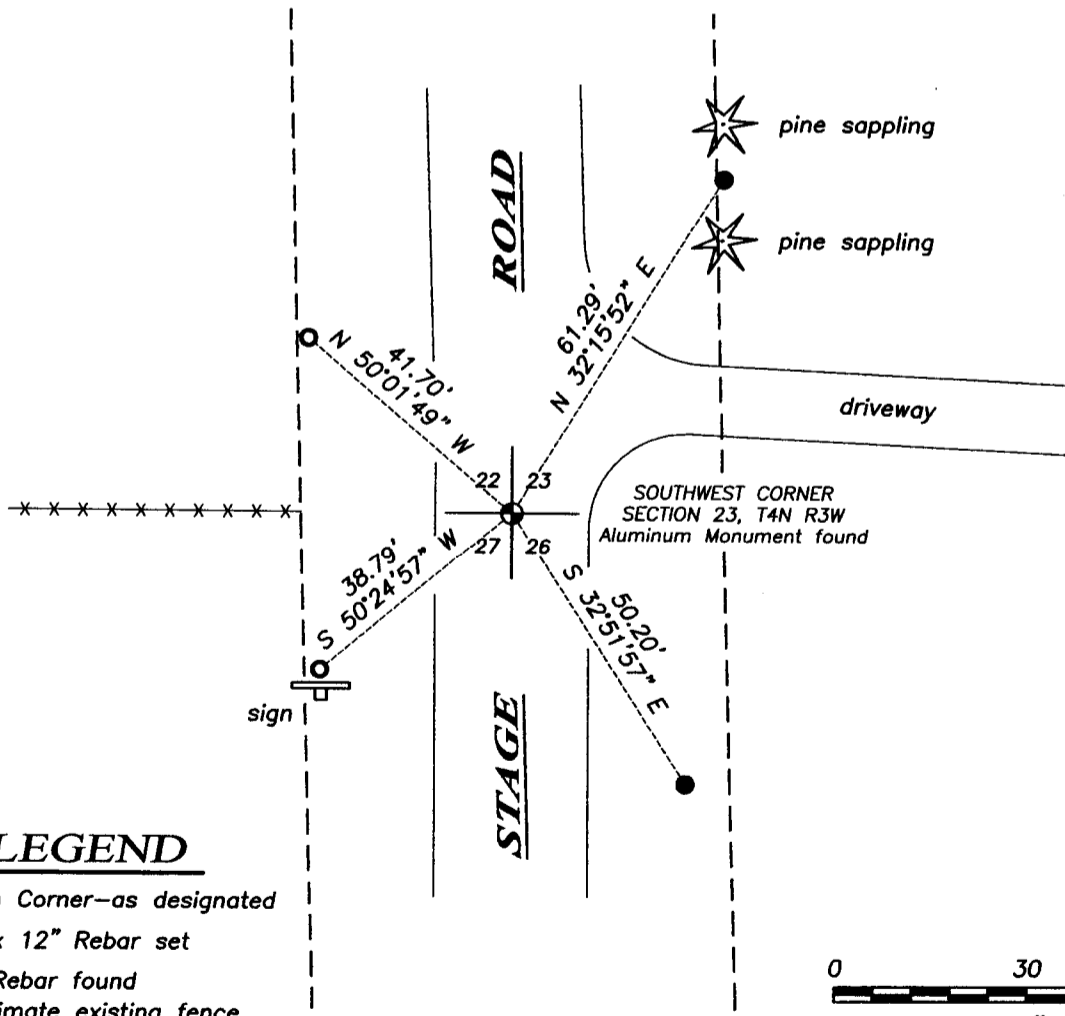 pine sappling
ROAD
pine sappling
61.29'
N 32°15'52" E
41.70'
N 50°01'49" W
driveway
22 23
SOUTHWEST CORNER
SECTION 23, T4N R3W
Aluminum Monument found
27 26
38.79'
S 50°24'57" W
50.20'
S 32°51'57" E
sign
STAGE
LEGEND
Corner-as designated
x 12" Rebar set
Rebar found
existing fence
0 30